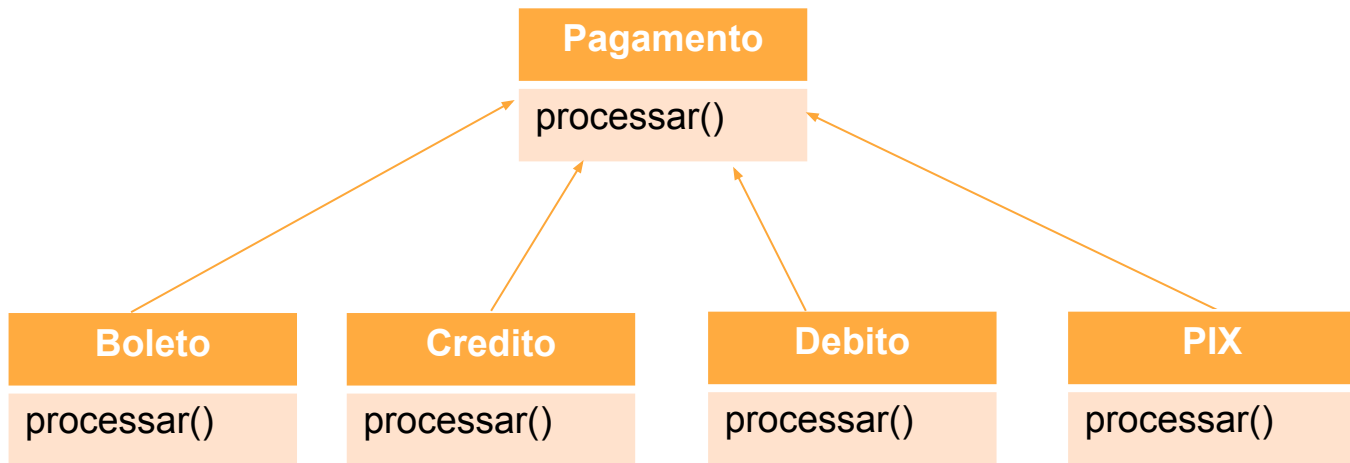 Pagamento
processar()
Boleto
processar()
Credito
processar()
Debito
processar()
PIX
processar()